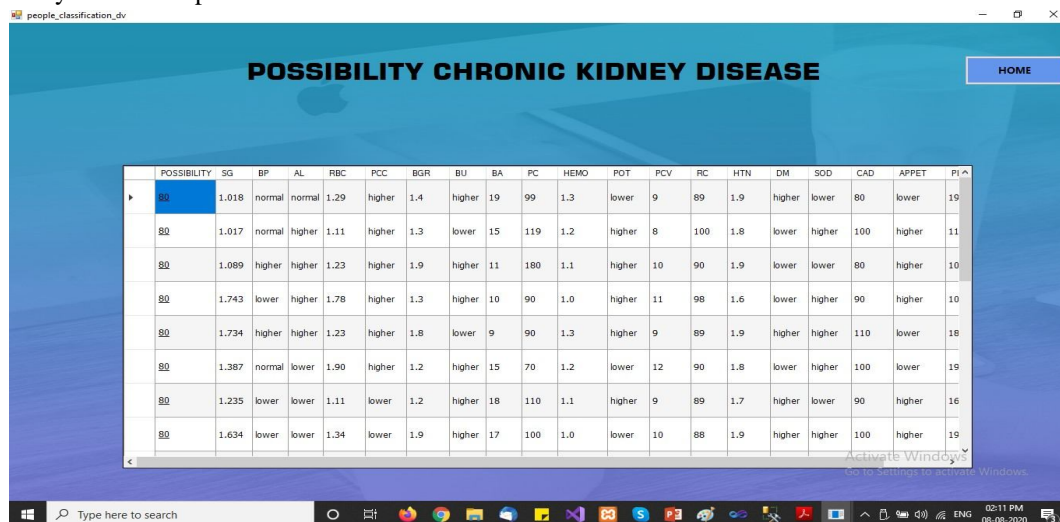 people_classification_dv
POSSIBILITY CHRONIC KIDNEY DISEASE
HOME
POSSIBILITY SG BP AL RBC PCC BGR BU BA PC HEMO POT PCV RC HTN DM SOD CAD APPET
80 1.018 normal normal 1.29 higher 1.4 higher 19 99 1.3 lower 9 89 1.9 higher lower 80 lower 19
80 1.017 normal higher 1.11 higher 1.3 lower 15 119 1.2 higher 8 100 1.8 lower higher 100 higher 11
80 1.089 higher higher 1.23 higher 1.9 higher 11 180 1.1 higher 10 90 1.9 lower lower 80 higher 10
80 1.743 lower higher 1.78 higher 1.3 higher 10 90 1.0 higher 11 98 1.6 lower higher 90 higher 10
80 1.734 higher higher 1.23 higher 1.8 lower 9 90 1.3 higher 9 89 1.9 higher higher 110 lower 18
80 1.387 normal lower 1.90 higher 1.2 higher 15 70 1.2 lower 12 90 1.8 lower higher 100 lower 19
80 1.235 lower lower 1.11 lower 1.2 higher 18 110 1.1 higher 9 89 1.7 higher lower 90 higher 16
80 1.634 lower lower 1.34 lower 1.9 higher 17 100 1.0 lower 10 88 1.9 higher higher 100 higher 19
Activate Windows
Go to Settings to activate Windows.
Type here to search
ENG
02:11 PM
08-08-2020